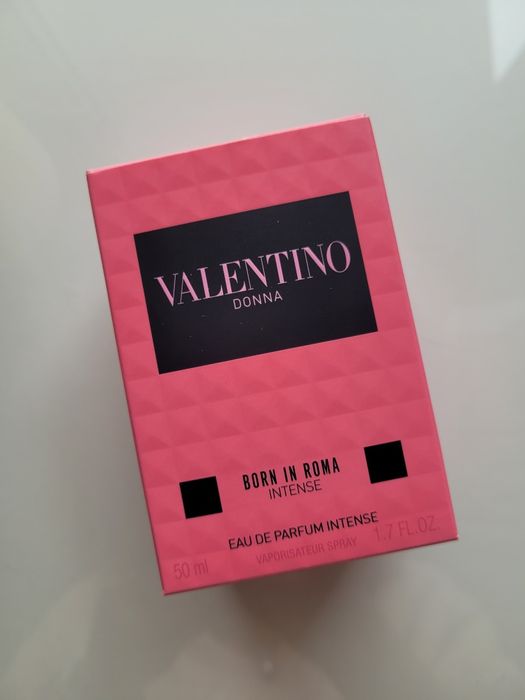 VALENTINO
DONNA
BORN IN ROMA
INTENSE
EAU DE PARFUM INTENSE
VAPORISATEUR SPRAY
50 ml 1.7 FL.OZ.